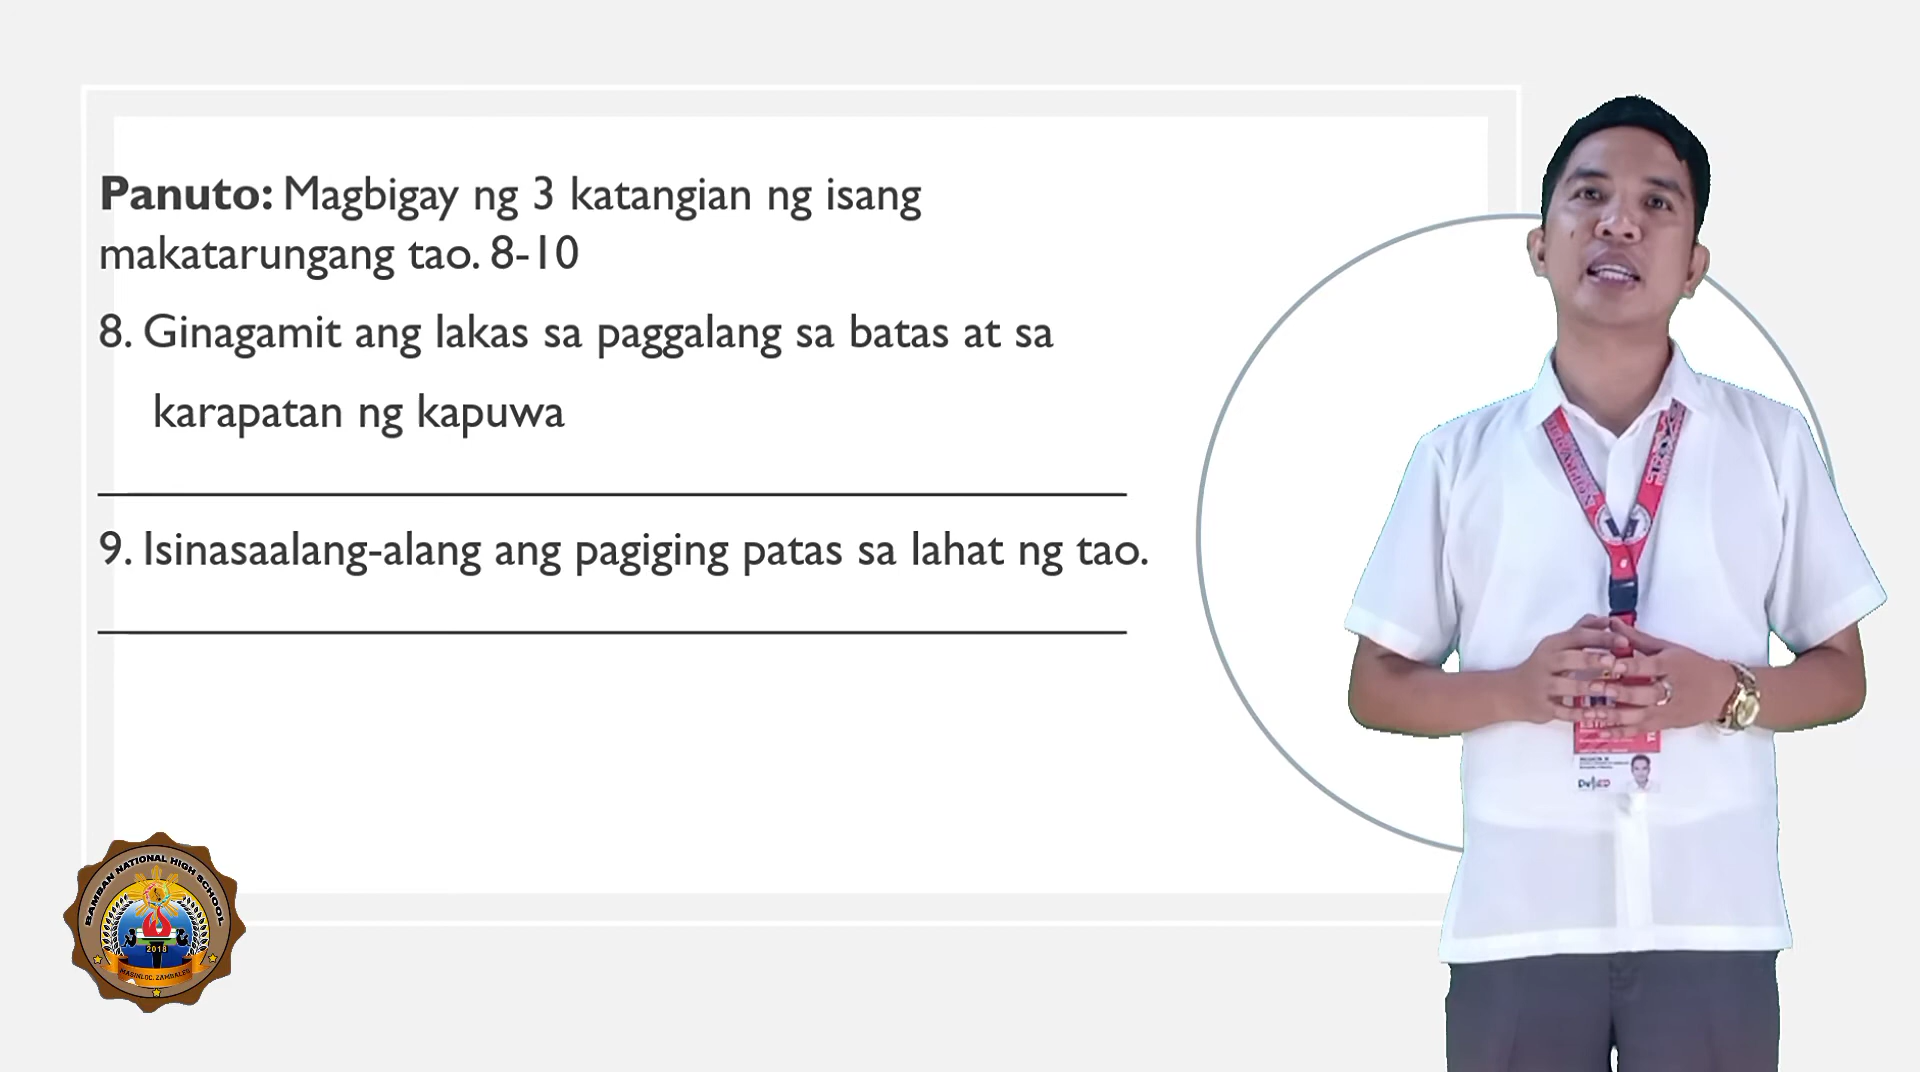 Panuto: Magbigay ng 3 katangian ng isang
makatarungang tao. 8-10
8. Ginagamit ang lakas sa paggalang sa batas at sa
karapatan ng kapuwa
9. Isinasaalang-alang ang pagiging patas sa lahat ng tao.
BAMBAN NATIONAL HIGH SCHOOL
2018
MASINLOC, ZAMBALES
DepED